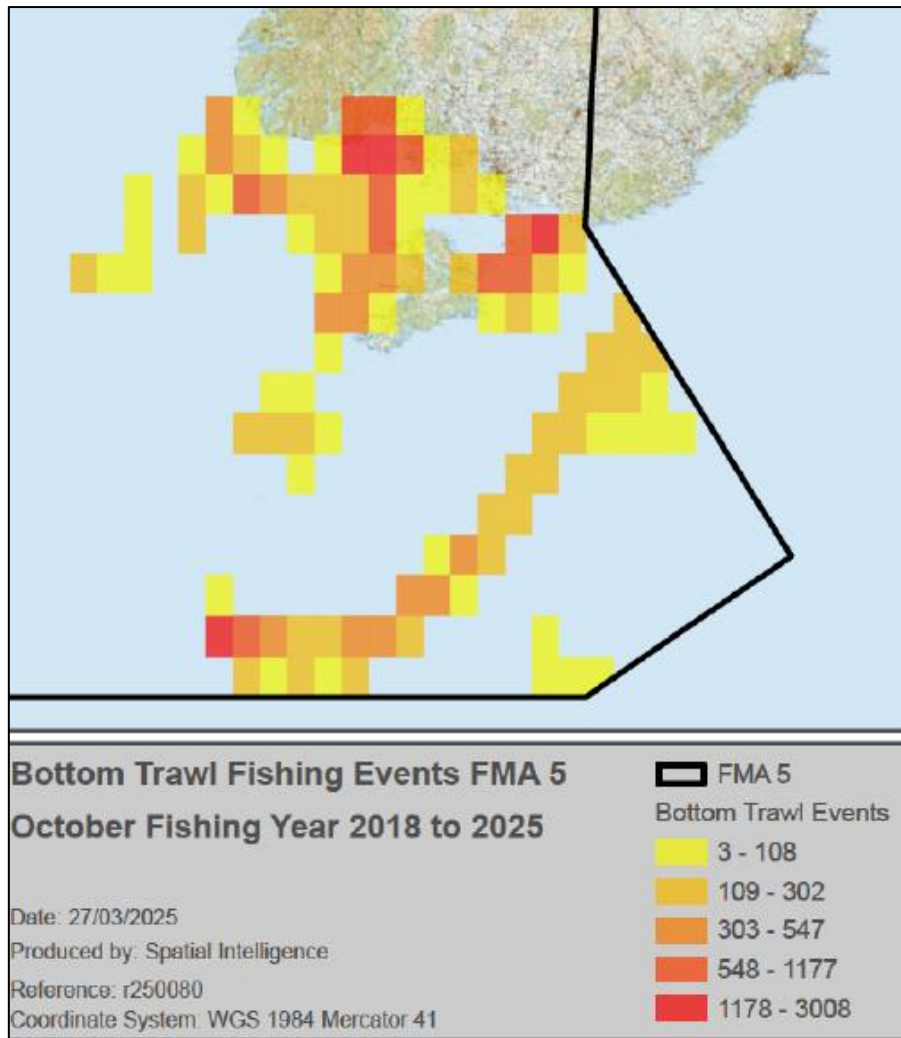 Bottom Trawl Fishing Events FMA 5
October Fishing Year 2018 to 2025
Date: 27/03/2025
Produced by: Spatial Intelligence
Reference: r250080
Coordinate System: WGS 1984 Mercator 41
FMA 5
Bottom Trawl Events
3 - 108
109 - 302
303 - 547
548 - 1177
1178 - 3008